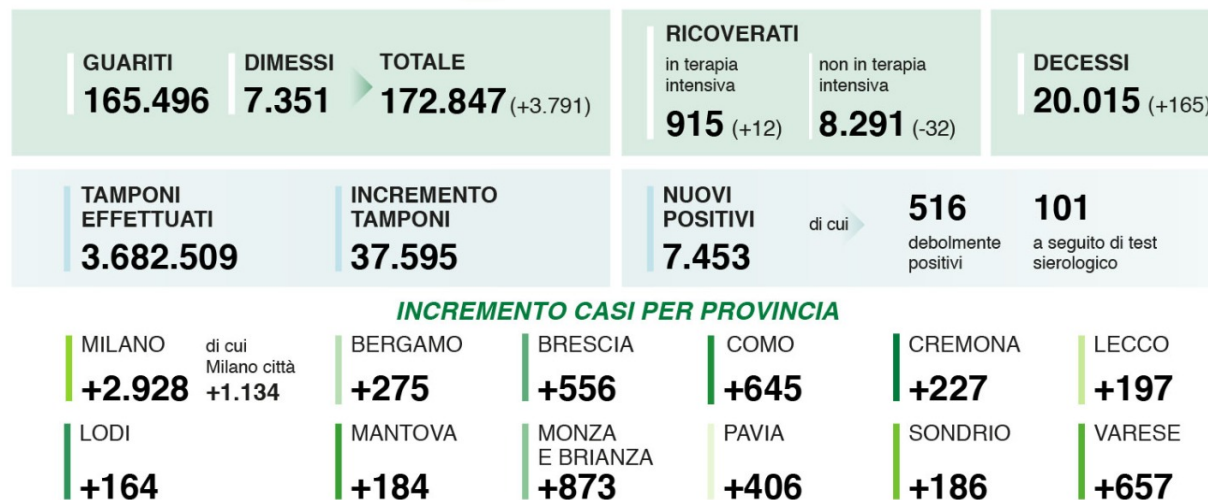 GUARITI
165.496
DIMESSI
7.351
TOTALE
172.847 (+3.791)
RICOVERATI
in terapia
intensiva
915 (+12)
non in terapia
intensiva
8.291 (-32)
DECESSI
20.015 (+165)
TAMPONI
EFFETTUATI
3.682.509
INCREMENTO
TAMPONI
37.595
NUOVI
POSITIVI
7.453
di cui
516
debolmente
positivi
101
a seguito di test
sierologico
INCREMENTO CASI PER PROVINCIA
MILANO
+2.928
di cui
Milano città
+1.134
BERGAMO
+275
BRESCIA
+556
COMO
+645
CREMONA
+227
LECCO
+197
LODI
+164
MANTOVA
+184
MONZA
E BRIANZA
+873
PAVIA
+406
SONDRIO
+186
VARESE
+657